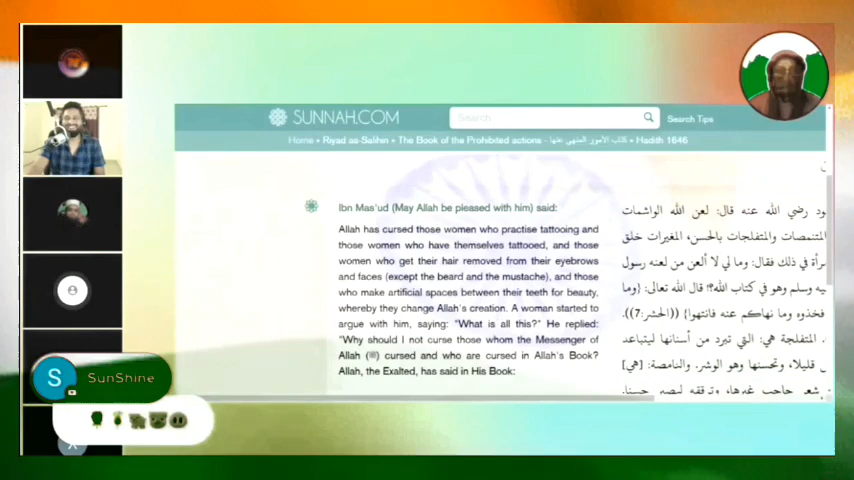 SUNNAH.COM
Search
Search Tips
Home » Riyad as-Salihin » The Book of the Prohibited actions - كتاب الأمور المنهي عنها » Hadith 1646
Ibn Mas'ud (May Allah be pleased with him) said:
Allah has cursed those women who practise tattooing and
those women who have themselves tattooed, and those
women who get their hair removed from their eyebrows
and faces (except the beard and the mustache), and those
who make artificial spaces between their teeth for beauty,
whereby they change Allah's creation. A woman started to
argue with him, saying: "What is all this?" He replied:
"Why should I not curse those whom the Messenger of
Allah (ﷺ) cursed and who are cursed in Allah's Book?
Allah, the Exalted, has said in His Book:
ود رضي الله عنه قال: لعن الله الواشمات
المتنمصات والمتفلجات بالحسن، المغيرات خلق
رأة في ذلك فقال: وما لي لا ألعن من لعنه رسول
يه وسلم وهو في كتاب الله؟! قال الله تعالى: {وما
فخذوه وما نهاكم عنه فانتهوا} ((الحشر:7)).
المتفلجة هي: التي تبرد من أسنانها ليتباعد
قليلا، وتحسنها وهو الوشر. والنامصة: [هي]
شعر حاجب غيرها، وترققه ليصير حسنا.
S
SunShine